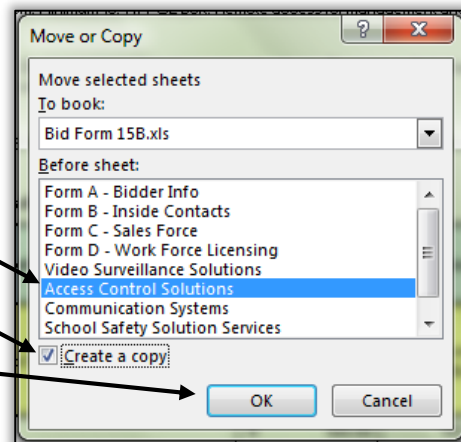 Move or Copy
Move selected sheets
To book:
Bid Form 15B.xls
Before sheet:
Form A - Bidder Info
Form B - Inside Contacts
Form C - Sales Force
Form D - Work Force Licensing
Video Surveillance Solutions
Access Control Solutions
Communication Systems
School Safety Solution Services
Create a copy
OK
Cancel